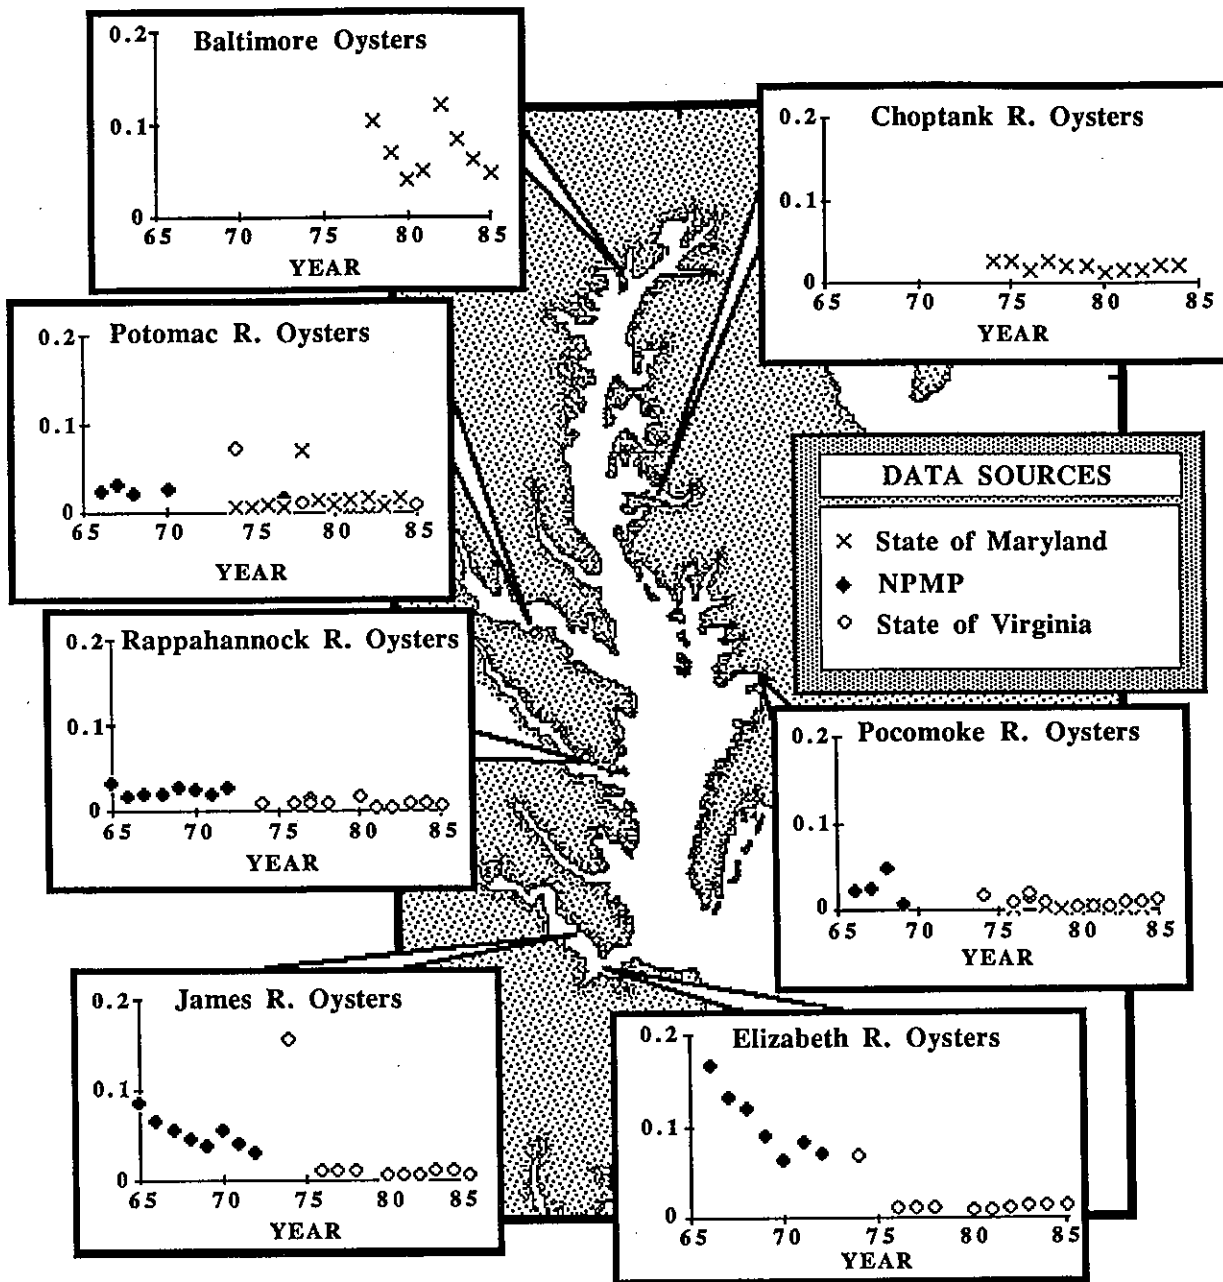 Baltimore Oysters
0.2
0.1
0
65 70 75 80 85
YEAR
Choptank R. Oysters
0.2
0.1
0
65 70 75 80 85
YEAR
Potomac R. Oysters
0.2
0.1
0
65 70 75 80 85
YEAR
DATA SOURCES
State of Maryland
NPMP
State of Virginia
Rappahannock R. Oysters
0.2
0.1
0
65 70 75 80 85
YEAR
Pocomoke R. Oysters
0.2
0.1
0
65 70 75 80 85
YEAR
James R. Oysters
0.2
0.1
0
65 70 75 80 85
YEAR
Elizabeth R. Oysters
0.2
0.1
0
65 70 75 80 85
YEAR